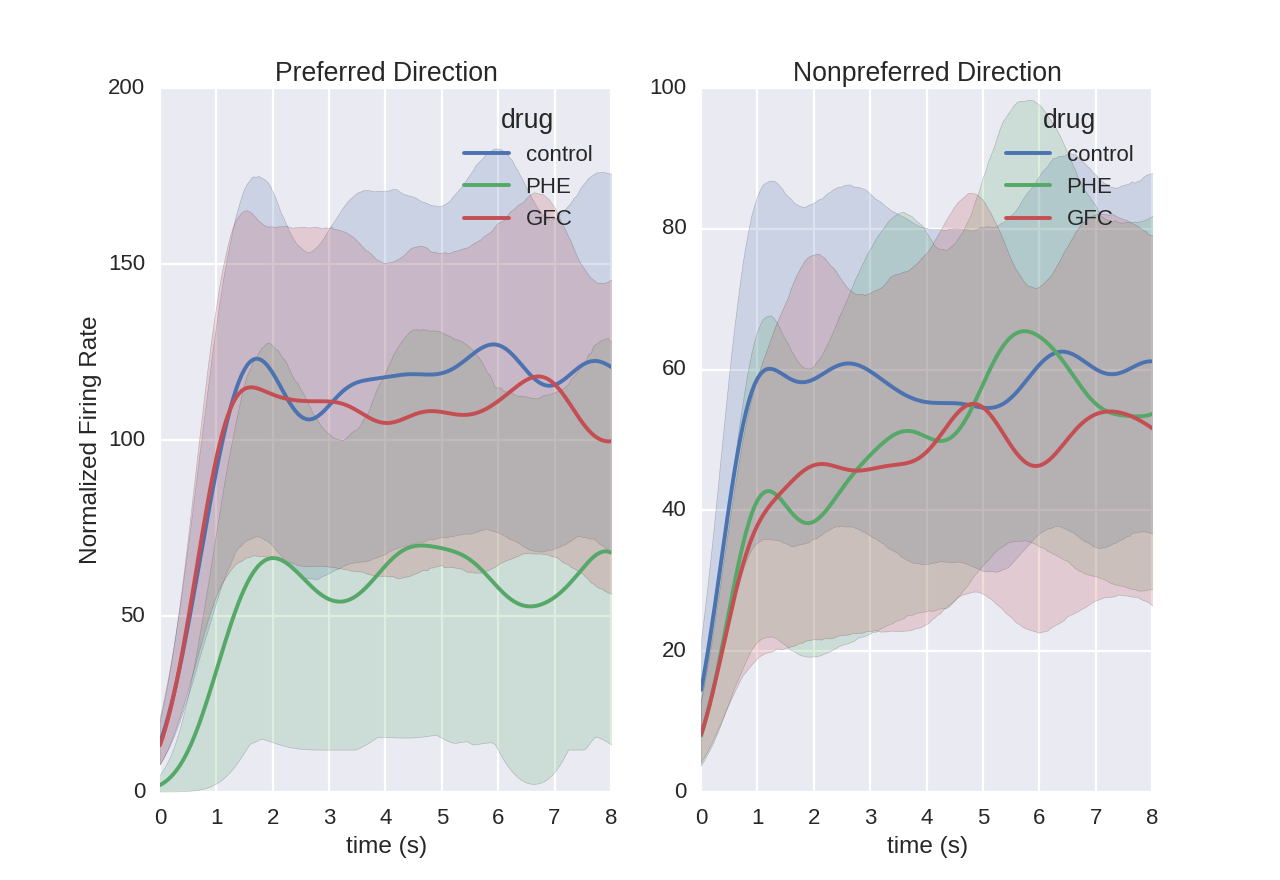 Preferred Direction
Nonpreferred Direction
Normalized Firing Rate
200
150
100
50
0
drug
control
PHE
GFC
0 1 2 3 4 5 6 7 8
time (s)
100
80
60
40
20
0
drug
control
PHE
GFC
0 1 2 3 4 5 6 7 8
time (s)